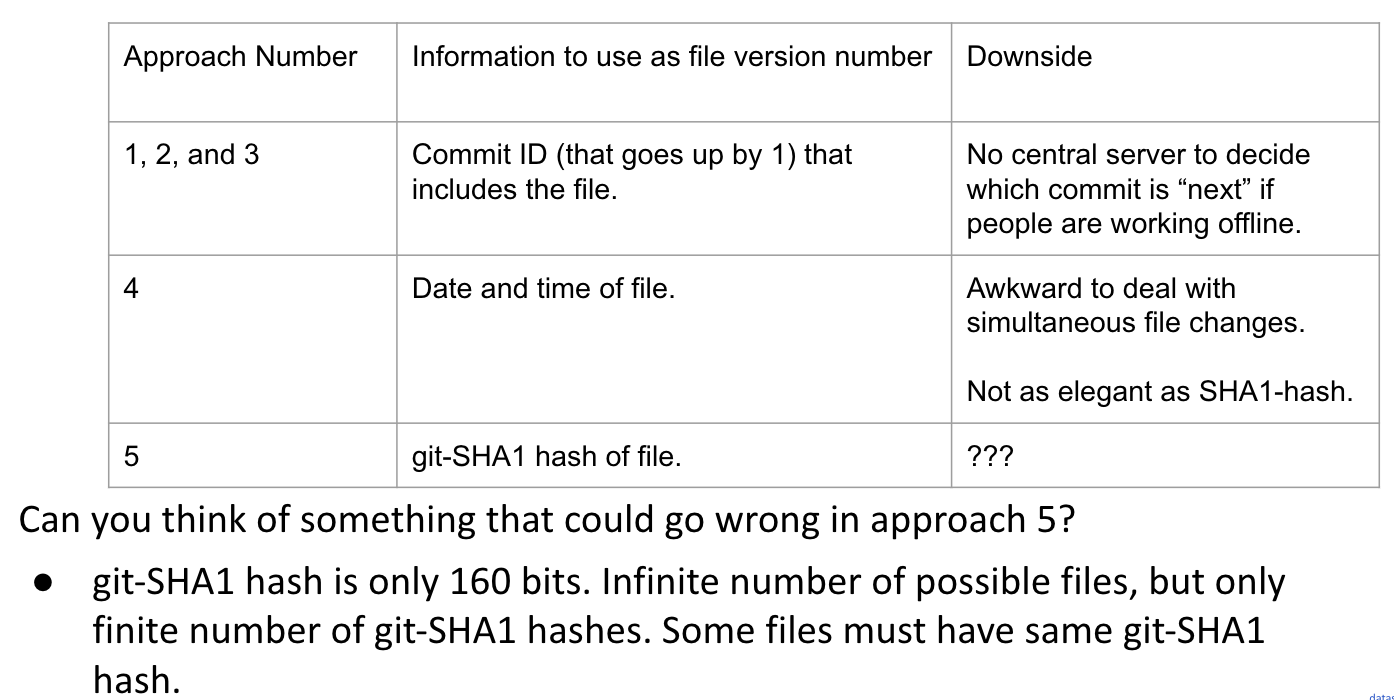 Approach Number
Information to use as file version number
Downside
1, 2, and 3
Commit ID (that goes up by 1) that
includes the file.
No central server to decide
which commit is “next” if
people are working offline.
4
Date and time of file.
Awkward to deal with
simultaneous file changes.
Not as elegant as SHA1-hash.
5
git-SHA1 hash of file.
???
Can you think of something that could go wrong in approach 5?
● git-SHA1 hash is only 160 bits. Infinite number of possible files, but only
finite number of git-SHA1 hashes. Some files must have same git-SHA1
hash.
datas